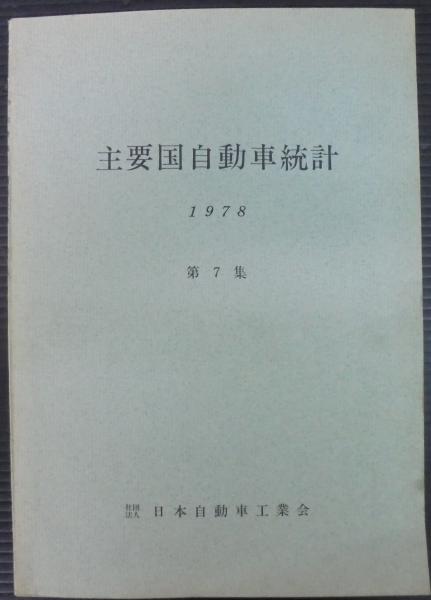 主要国自動車統計
1978
第7集
社団法人 日本自動車工業会